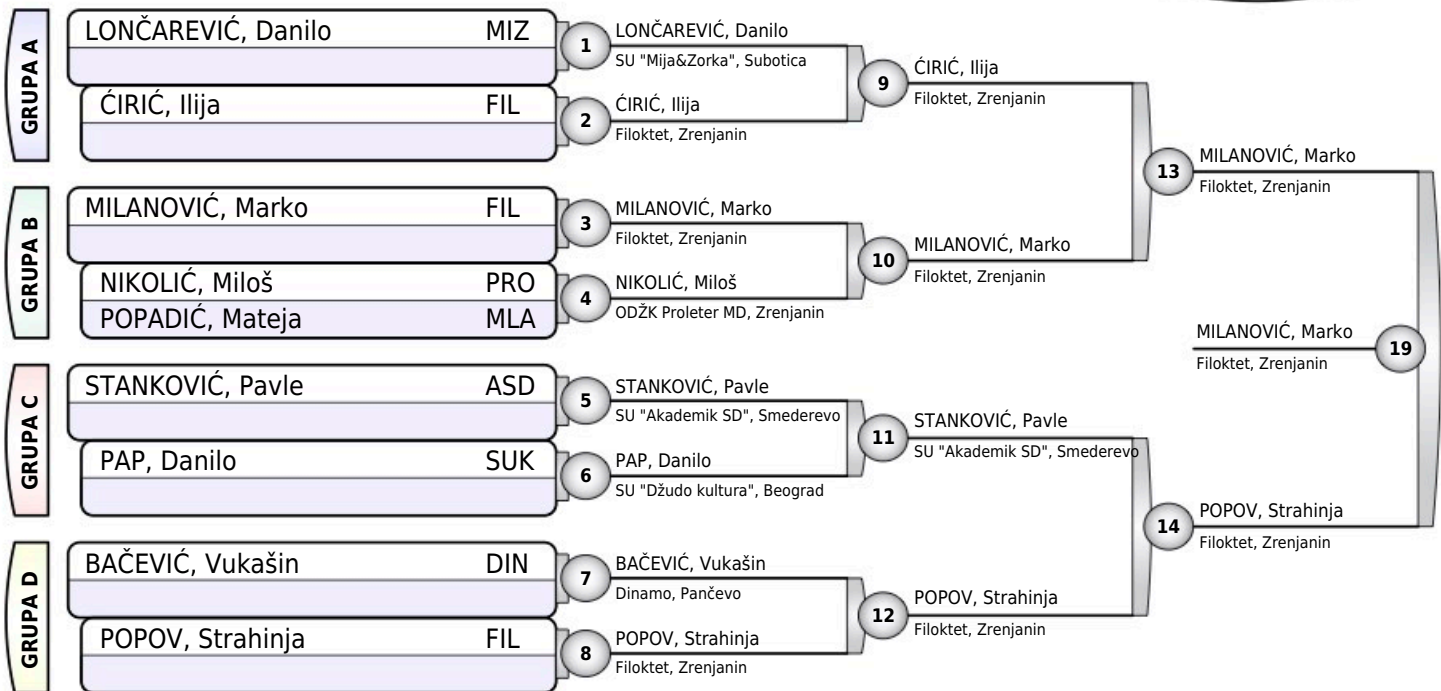 GRUPA A
LONČAREVIĆ, Danilo MIZ
ĆIRIĆ, Ilija FIL
GRUPA B
MILANOVIĆ, Marko FIL
NIKOLIĆ, Miloš PRO
POPADIĆ, Mateja MLA
GRUPA C
STANKOVIĆ, Pavle ASD
PAP, Danilo SUK
GRUPA D
BAČEVIĆ, Vukašin DIN
POPOV, Strahinja FIL
1
LONČAREVIĆ, Danilo
SU "Mija&Zorka", Subotica
2
ĆIRIĆ, Ilija
Filoktet, Zrenjanin
3
MILANOVIĆ, Marko
Filoktet, Zrenjanin
4
NIKOLIĆ, Miloš
ODŽK Proleter MD, Zrenjanin
5
STANKOVIĆ, Pavle
SU "Akademik SD", Smederevo
6
PAP, Danilo
SU "Džudo kultura", Beograd
7
BAČEVIĆ, Vukašin
Dinamo, Pančevo
8
POPOV, Strahinja
Filoktet, Zrenjanin
9
ĆIRIĆ, Ilija
Filoktet, Zrenjanin
10
MILANOVIĆ, Marko
Filoktet, Zrenjanin
11
STANKOVIĆ, Pavle
SU "Akademik SD", Smederevo
12
POPOV, Strahinja
Filoktet, Zrenjanin
13
MILANOVIĆ, Marko
Filoktet, Zrenjanin
14
POPOV, Strahinja
Filoktet, Zrenjanin
MILANOVIĆ, Marko
Filoktet, Zrenjanin
19